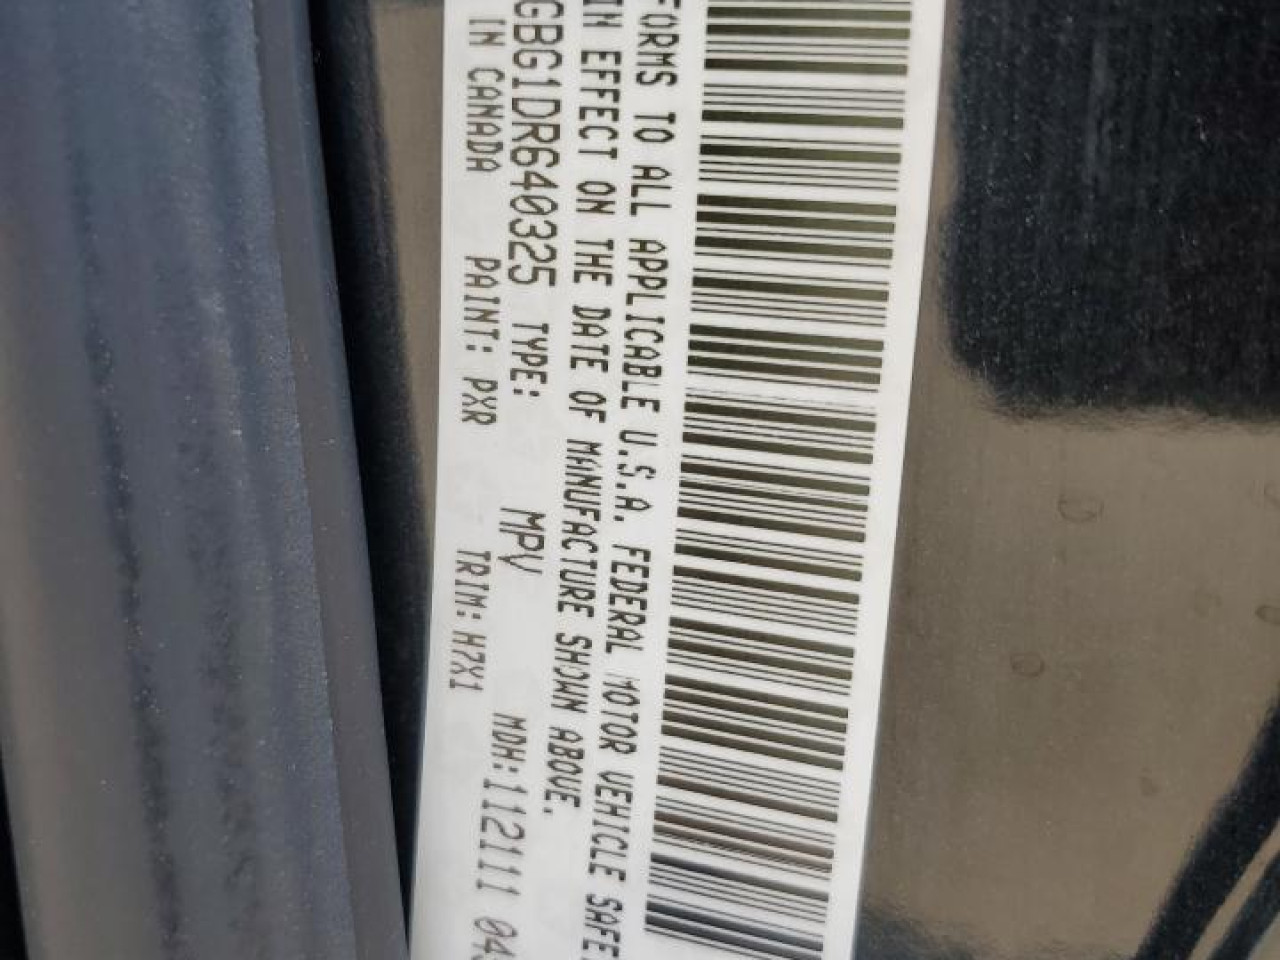 FORMS TO ALL APPLICABLE U.S.A. FEDERAL MOTOR VEHICLE SAFE
IN EFFECT ON THE DATE OF MANUFACTURE SHOWN ABOVE.
GBG1DR640325 TYPE: MPV MDH:112111 04
IN CANADA PAINT: PXR TRIM: H7X1